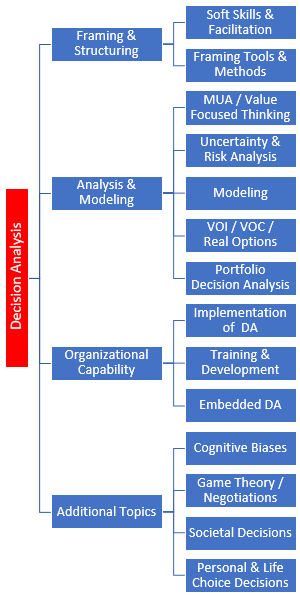 Decision Analysis
Framing &
Structuring
Soft Skills &
Facilitation
Framing Tools &
Methods
Analysis &
Modeling
MUA / Value
Focused Thinking
Uncertainty &
Risk Analysis
Modeling
VOI / VOC /
Real Options
Portfolio
Decision Analysis
Organizational
Capability
Implementation
of DA
Training &
Development
Embedded DA
Additional Topics
Cognitive Biases
Game Theory /
Negotiations
Societal Decisions
Personal & Life
Choice Decisions